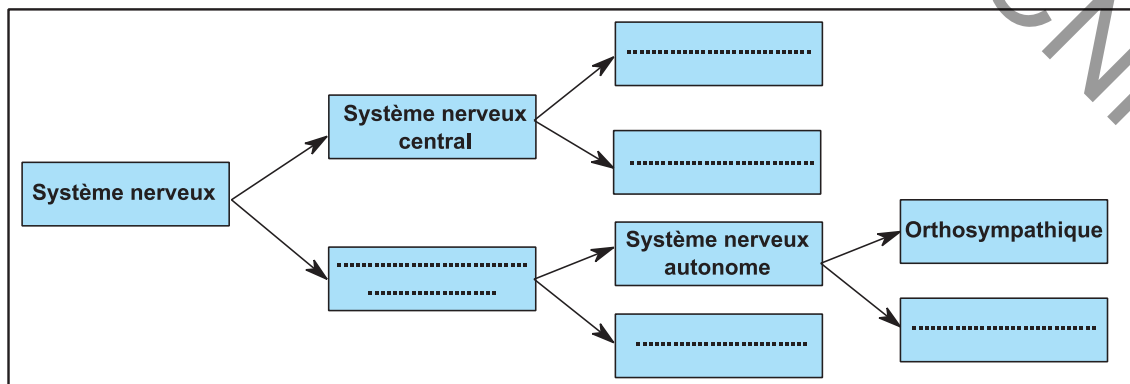 Système nerveux
Système nerveux
central
Système nerveux
autonome
Orthosympathique